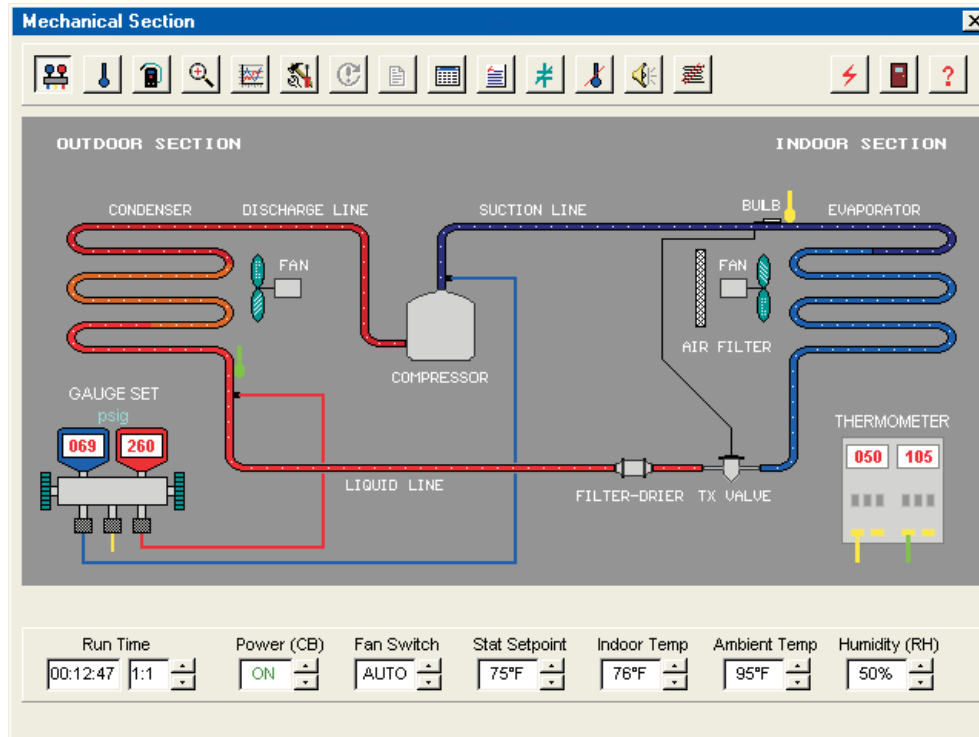 Mechanical Section
OUTDOOR SECTION
INDOOR SECTION
CONDENSER
DISCHARGE LINE
SUCTION LINE
BULB
EVAPORATOR
FAN
FAN
AIR FILTER
COMPRESSOR
GAUGE SET
psig
069
260
THERMOMETER
050
105
LIQUID LINE
FILTER-DRIER
TX VALVE
Run Time
Power (CB)
Fan Switch
Stat Setpoint
Indoor Temp
Ambient Temp
Humidity (RH)
00:12:47
1:1
ON
AUTO
75°F
76°F
95°F
50%